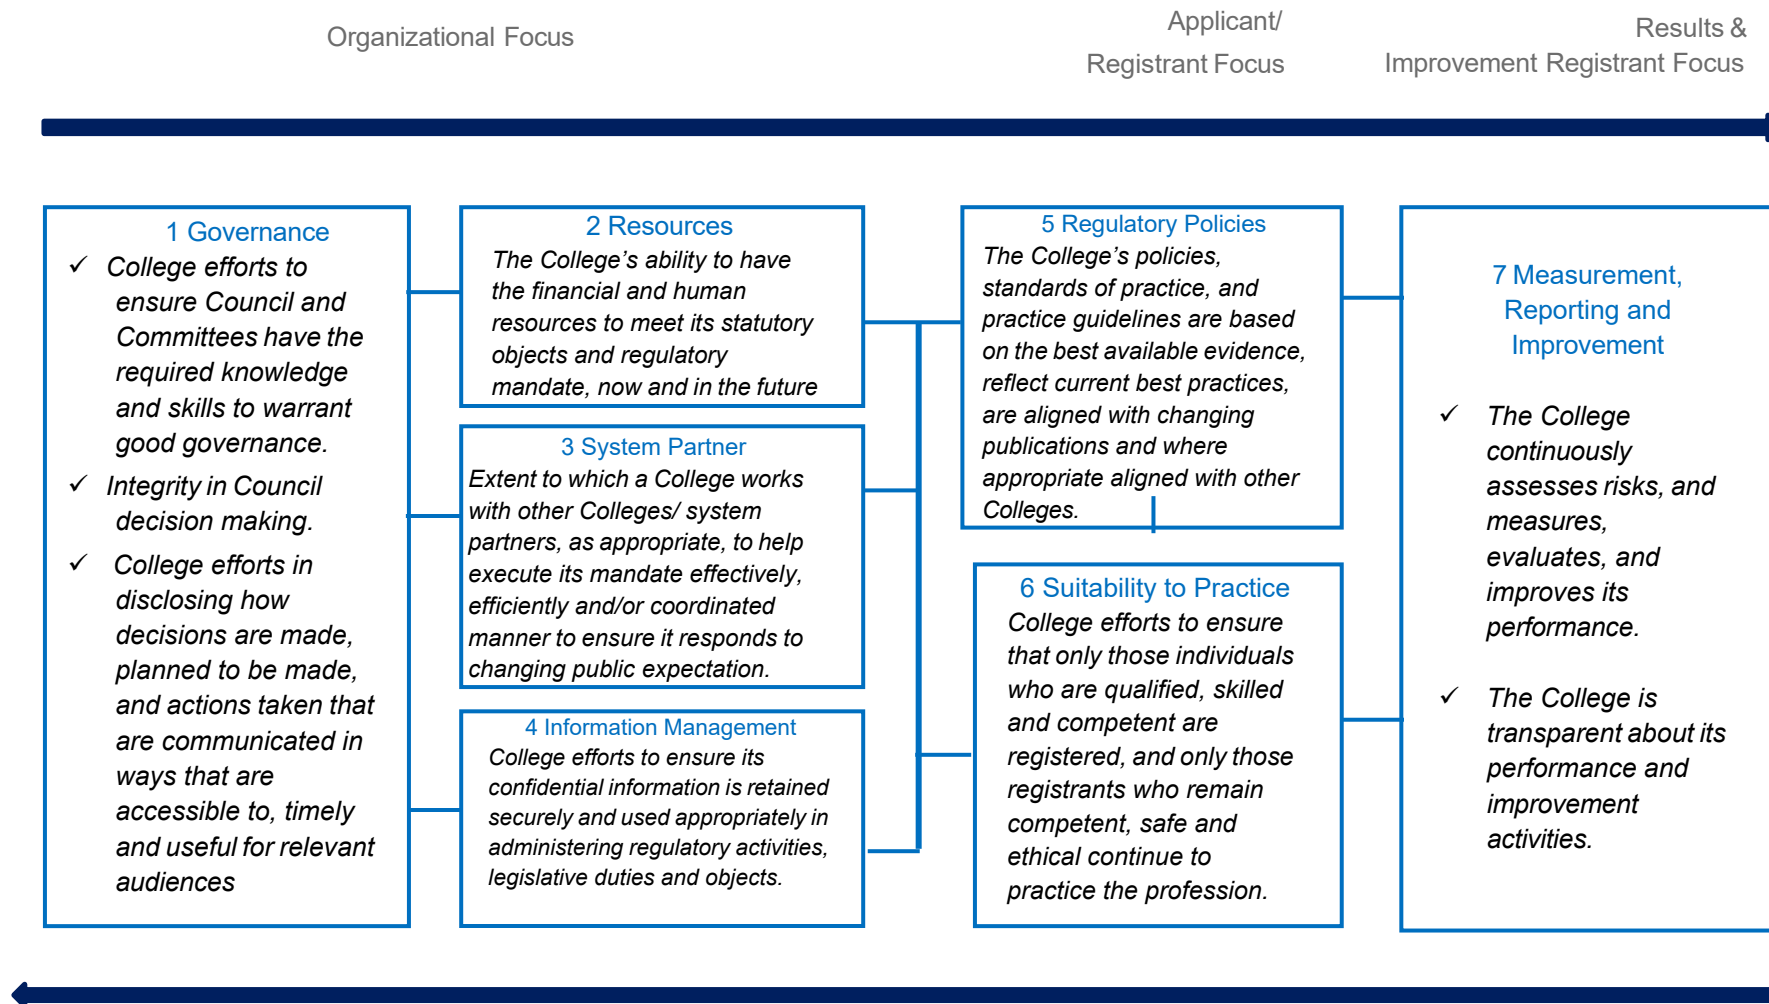 Organizational Focus
Applicant/
Registrant Focus
Results &
Improvement Registrant Focus
1 Governance
✓ College efforts to
ensure Council and
Committees have the
required knowledge
and skills to warrant
good governance.
✓ Integrity in Council
decision making.
✓ College efforts in
disclosing how
decisions are made,
planned to be made,
and actions taken that
are communicated in
ways that are
accessible to, timely
and useful for relevant
audiences
2 Resources
The College’s ability to have
the financial and human
resources to meet its statutory
objects and regulatory
mandate, now and in the future
3 System Partner
Extent to which a College works
with other Colleges/ system
partners, as appropriate, to help
execute its mandate effectively,
efficiently and/or coordinated
manner to ensure it responds to
changing public expectation.
4 Information Management
College efforts to ensure its
confidential information is retained
securely and used appropriately in
administering regulatory activities,
legislative duties and objects.
5 Regulatory Policies
The College’s policies,
standards of practice, and
practice guidelines are based
on the best available evidence,
reflect current best practices,
are aligned with changing
publications and where
appropriate aligned with other
Colleges.
6 Suitability to Practice
College efforts to ensure
that only those individuals
who are qualified, skilled
and competent are
registered, and only those
registrants who remain
competent, safe and
ethical continue to
practice the profession.
7 Measurement,
Reporting and
Improvement
✓ The College
continuously
assesses risks, and
measures,
evaluates, and
improves its
performance.
✓ The College is
transparent about its
performance and
improvement
activities.